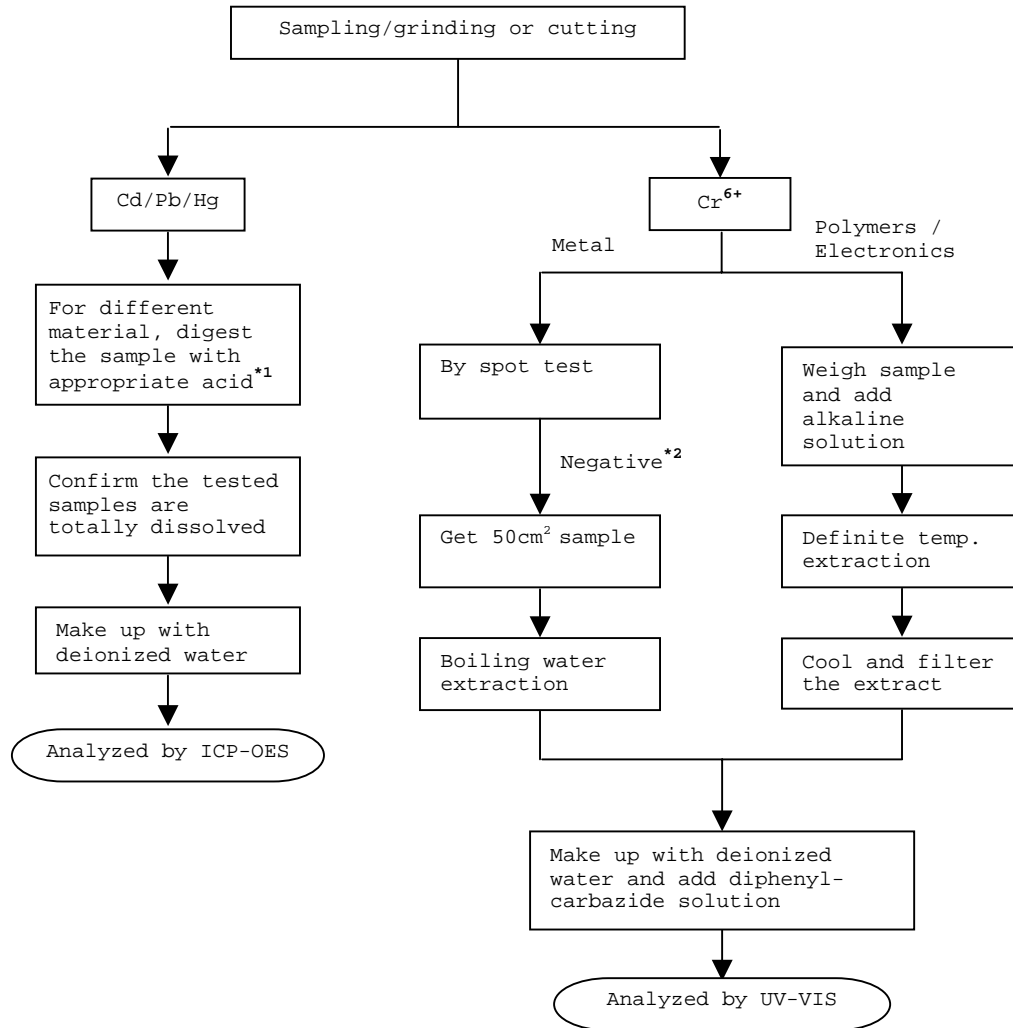 Sampling/grinding or cutting
Cd/Pb/Hg
For different
material, digest
the sample with
appropriate acid*1
Confirm the tested
samples are
totally dissolved
Make up with
deionized water
Analyzed by ICP-OES
Cr6+
Metal
Polymers /
Electronics
By spot test
Negative*2
Get 50cm2 sample
Boiling water
extraction
Weigh sample
and add
alkaline
solution
Definite temp.
extraction
Cool and filter
the extract
Make up with deionized
water and add diphenyl-
carbazide solution
Analyzed by UV-VIS